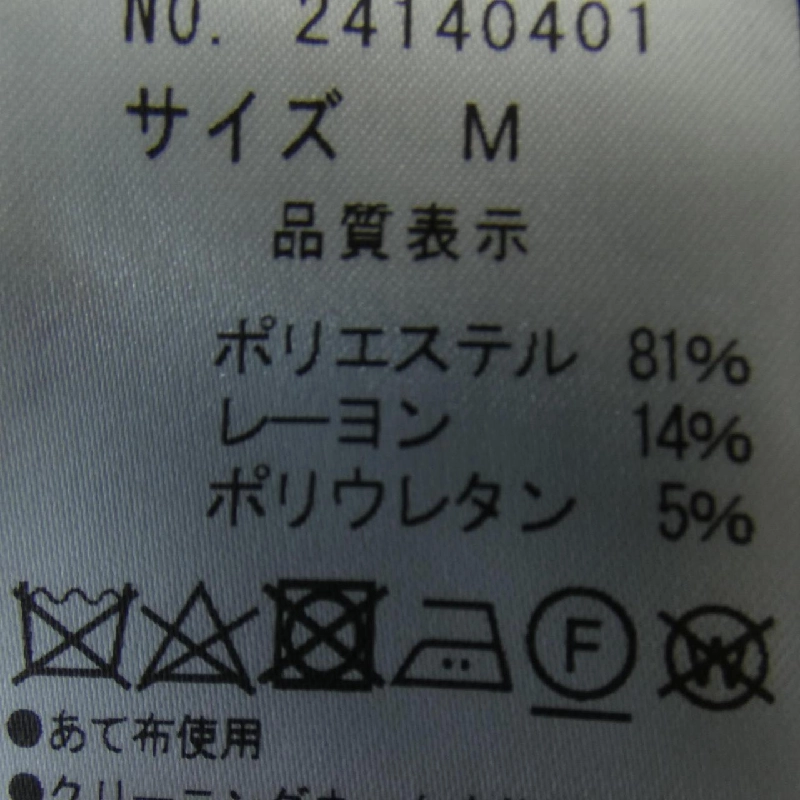 NO. 24140401
サイズ M
品質表示
ポリエステル 81%
レーヨン 14%
ポリウレタン 5%
F W
●あて布使用